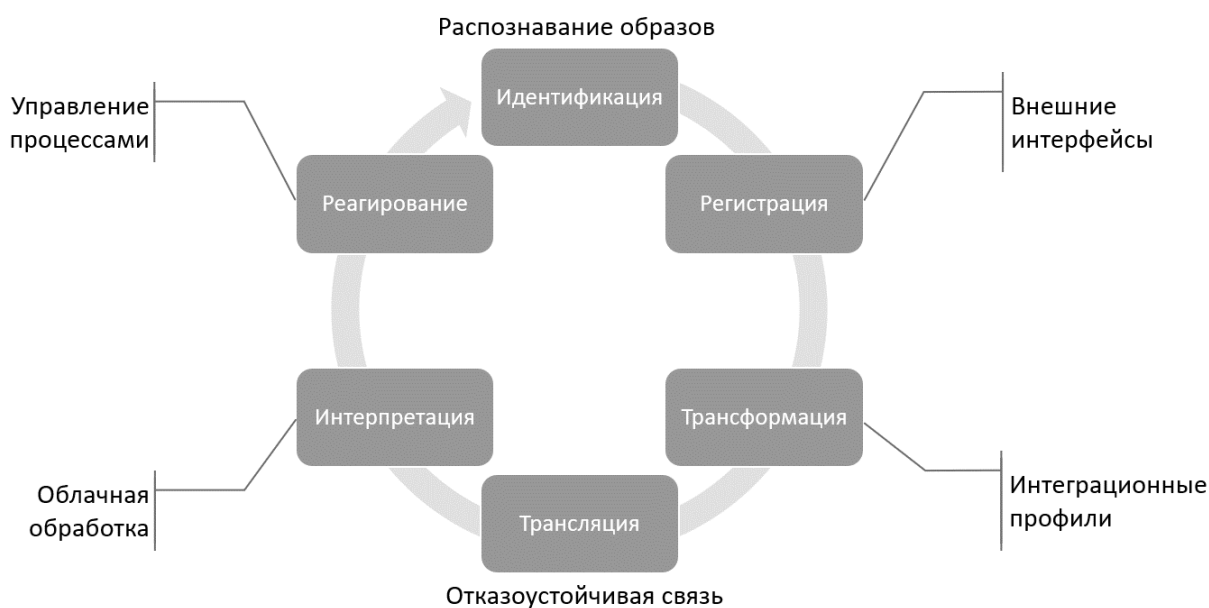 Распознавание образов
Идентификация
Управление
процессами
Внешние
интерфейсы
Реагирование
Регистрация
Интерпретация
Трансформация
Облачная
обработка
Интеграционные
профили
Трансляция
Отказоустойчивая связь